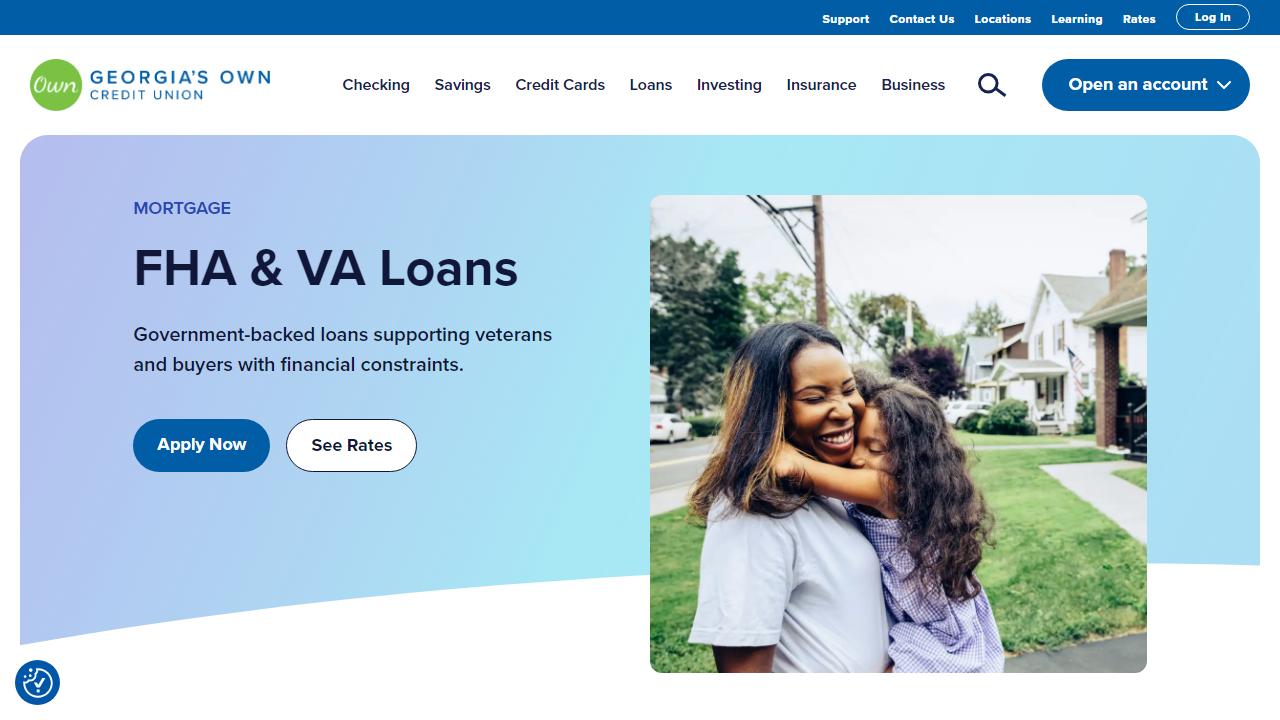 Support Contact Us Locations Learning Rates Log In
Own GEORGIA'S OWN
CREDIT UNION
Checking Savings Credit Cards Loans Investing Insurance Business Open an account
MORTGAGE
FHA & VA Loans
Government-backed loans supporting veterans
and buyers with financial constraints.
Apply Now See Rates